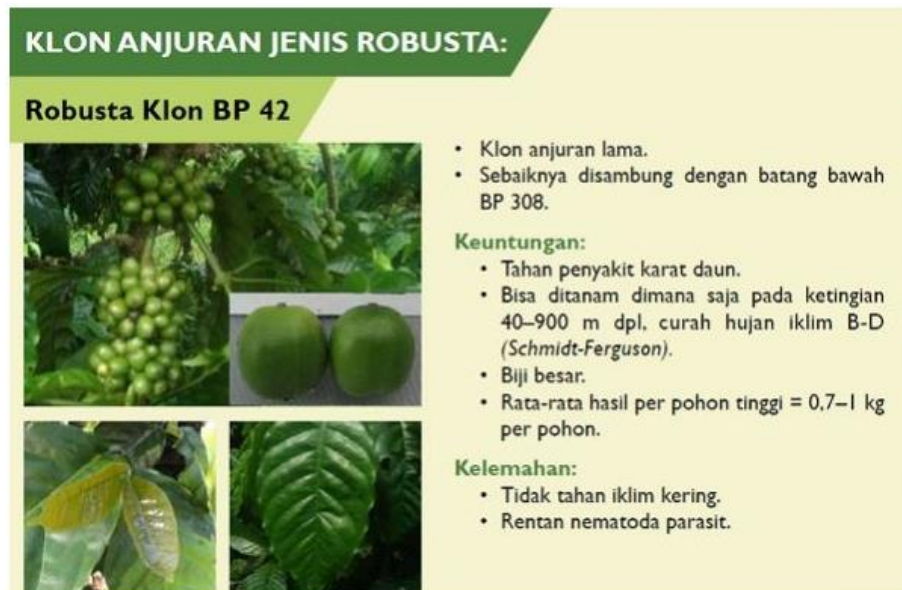 KLON ANJURAN JENIS ROBUSTA:
Robusta Klon BP 42
• Klon anjuran lama.
• Sebaiknya disambung dengan batang bawah
BP 308.
Keuntungan:
• Tahan penyakit karat daun.
• Bisa ditanam dimana saja pada ketingian
40–900 m dpl, curah hujan iklim B-D
(Schmidt-Ferguson).
• Biji besar.
• Rata-rata hasil per pohon tinggi = 0,7–1 kg
per pohon.
Kelemahan:
• Tidak tahan iklim kering.
• Rentan nematoda parasit.